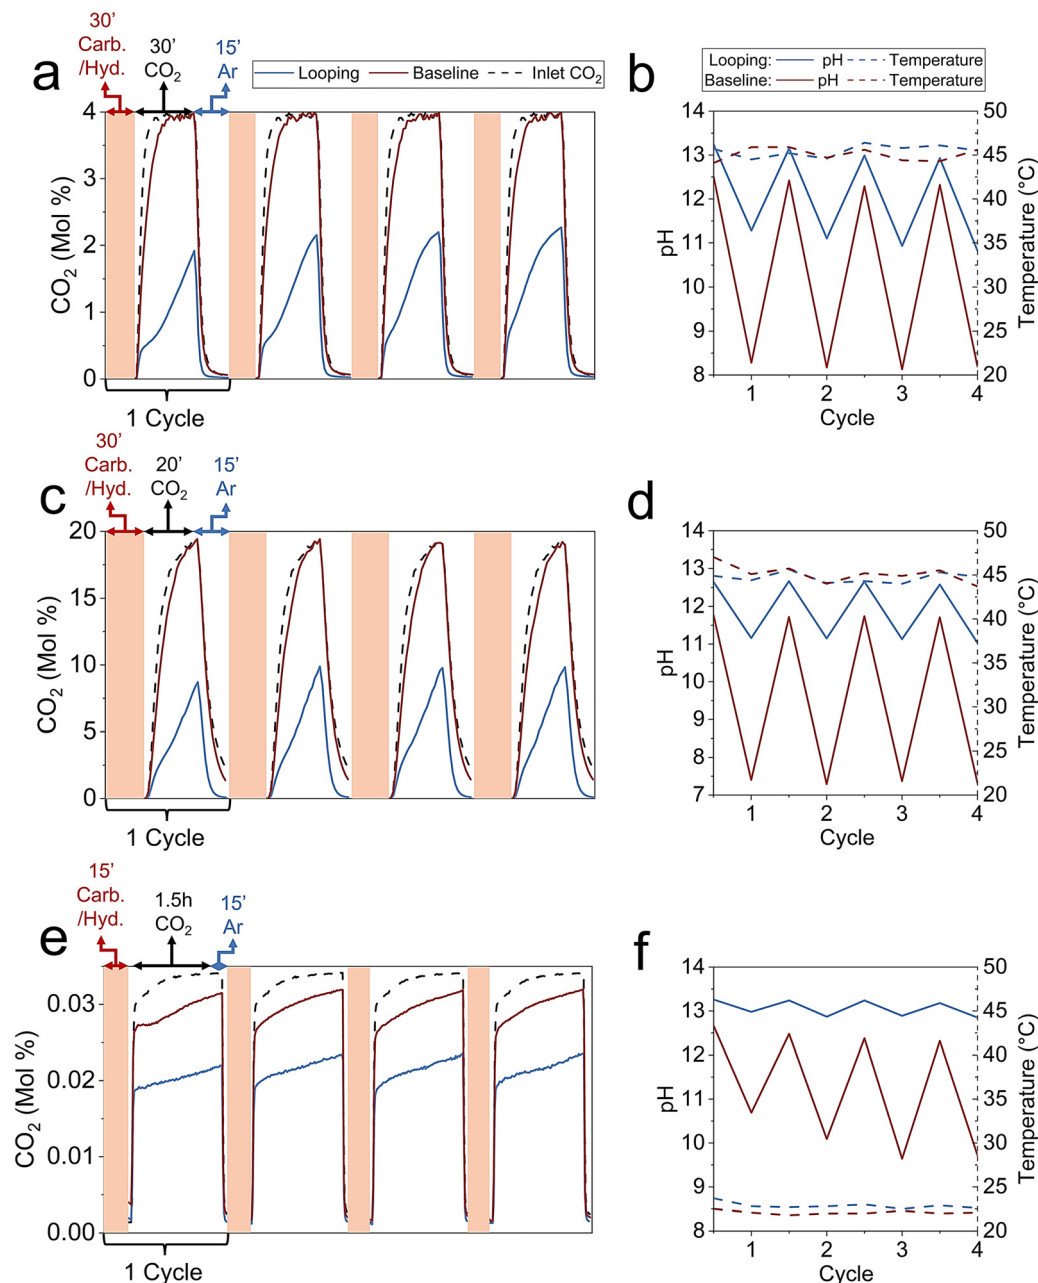 30’
Carb.
/Hyd.
30’
CO2
15’
Ar
a
Looping
Baseline
Inlet CO2
4
3
2
1
0
CO2 (Mol %)
1 Cycle
b
Looping: pH Temperature
Baseline: pH Temperature
14
13
12
11
10
9
8
pH
50
45
40
35
30
25
20
Temperature (°C)
1 2 3 4
Cycle
30’
Carb.
/Hyd.
20’
CO2
15’
Ar
c
20
15
10
5
0
CO2 (Mol %)
1 Cycle
d
14
13
12
11
10
9
8
7
pH
50
45
40
35
30
25
20
Temperature (°C)
1 2 3 4
Cycle
15’
Carb.
/Hyd.
1.5h
CO2
15’
Ar
e
0.03
0.02
0.01
0.00
CO2 (Mol %)
1 Cycle
f
14
13
12
11
10
9
8
pH
50
45
40
35
30
25
20
Temperature (°C)
1 2 3 4
Cycle